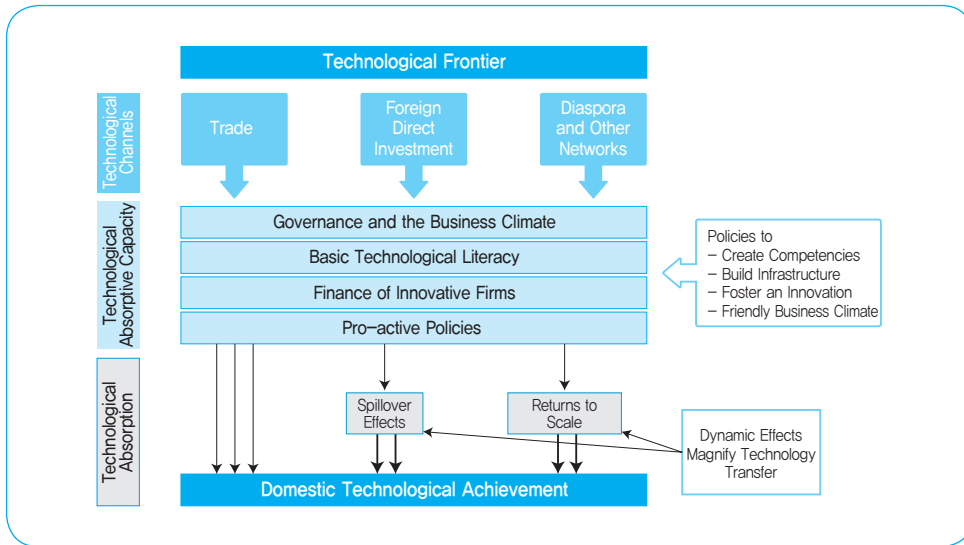 Technological Frontier
Technological
Channels
Trade
Foreign
Direct
Investment
Diaspora
and Other
Networks
Technological
Absorptive Capacity
Governance and the Business Climate
Basic Technological Literacy
Finance of Innovative Firms
Pro-active Policies
Policies to
– Create Competencies
– Build Infrastructure
– Foster an Innovation
– Friendly Business Climate
Technological
Absorption
Spillover
Effects
Returns to
Scale
Dynamic Effects
Magnify Technology
Transfer
Domestic Technological Achievement